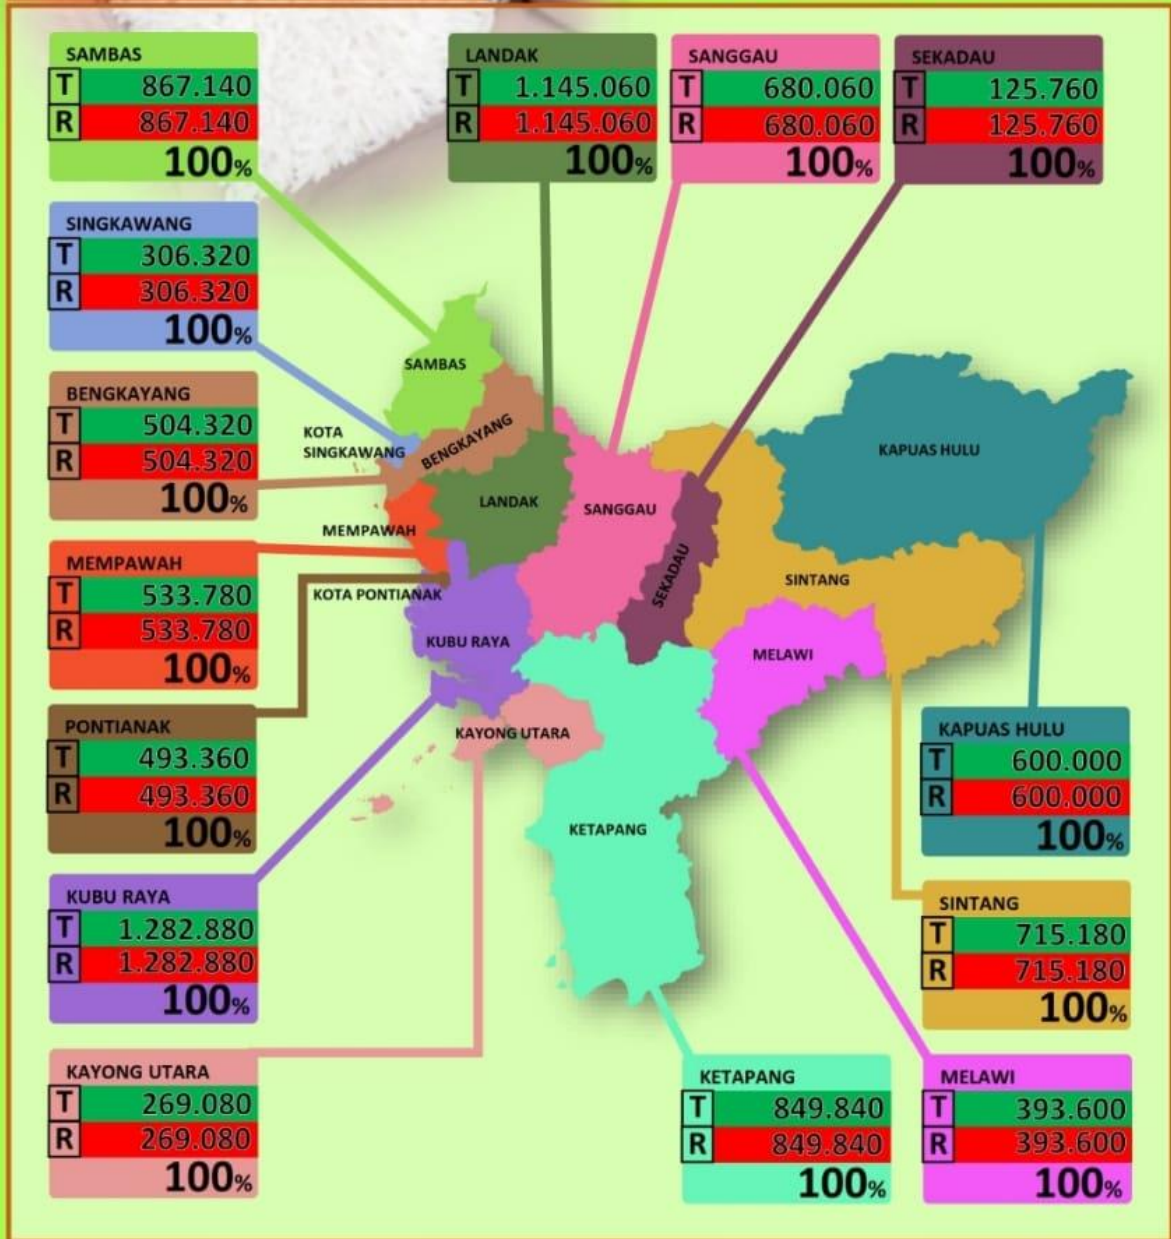 SAMBAS
T 867.140
R 867.140
100%
LANDAK
T 1.145.060
R 1.145.060
100%
SANGGAU
T 680.060
R 680.060
100%
SEKADAU
T 125.760
R 125.760
100%
SINGKAWANG
T 306.320
R 306.320
100%
BENGKAYANG
T 504.320
R 504.320
100%
MEMPAWAH
T 533.780
R 533.780
100%
PONTIANAK
T 493.360
R 493.360
100%
KUBU RAYA
T 1.282.880
R 1.282.880
100%
KAYONG UTARA
T 269.080
R 269.080
100%
SAMBAS
KOTA
SINGKAWANG
BENGKAYANG
LANDAK
MEMPAWAH
KOTA PONTIANAK
KUBU RAYA
KAYONG UTARA
SANGGAU
SEKADAU
SINTANG
KAPUAS HULU
MELAWI
KETAPANG
KAPUAS HULU
T 600.000
R 600.000
100%
SINTANG
T 715.180
R 715.180
100%
KETAPANG
T 849.840
R 849.840
100%
MELAWI
T 393.600
R 393.600
100%